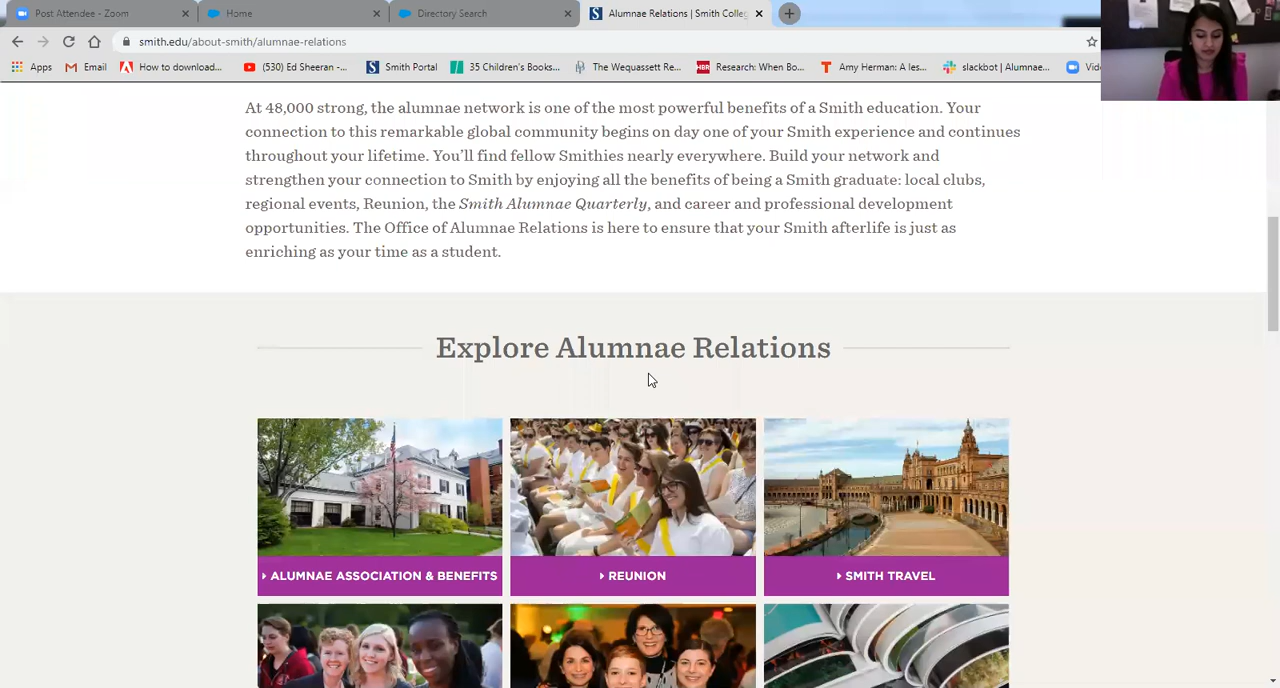 Post Attendee - Zoom
Home
Directory Search
Alumnae Relations | Smith Colleg
smith.edu/about-smith/alumnae-relations
Apps
Email
How to download...
(530) Ed Sheeran -...
Smith Portal
35 Children's Books...
The Wequassett Re...
HBR Research: When Bo...
Amy Herman: A les...
slackbot | Alumnae...
Vide
At 48,000 strong, the alumnae network is one of the most powerful benefits of a Smith education. Your
connection to this remarkable global community begins on day one of your Smith experience and continues
throughout your lifetime. You'll find fellow Smithies nearly everywhere. Build your network and
strengthen your connection to Smith by enjoying all the benefits of being a Smith graduate: local clubs,
regional events, Reunion, the Smith Alumnae Quarterly, and career and professional development
opportunities. The Office of Alumnae Relations is here to ensure that your Smith afterlife is just as
enriching as your time as a student.
Explore Alumnae Relations
ALUMNAE ASSOCIATION & BENEFITS
REUNION
SMITH TRAVEL